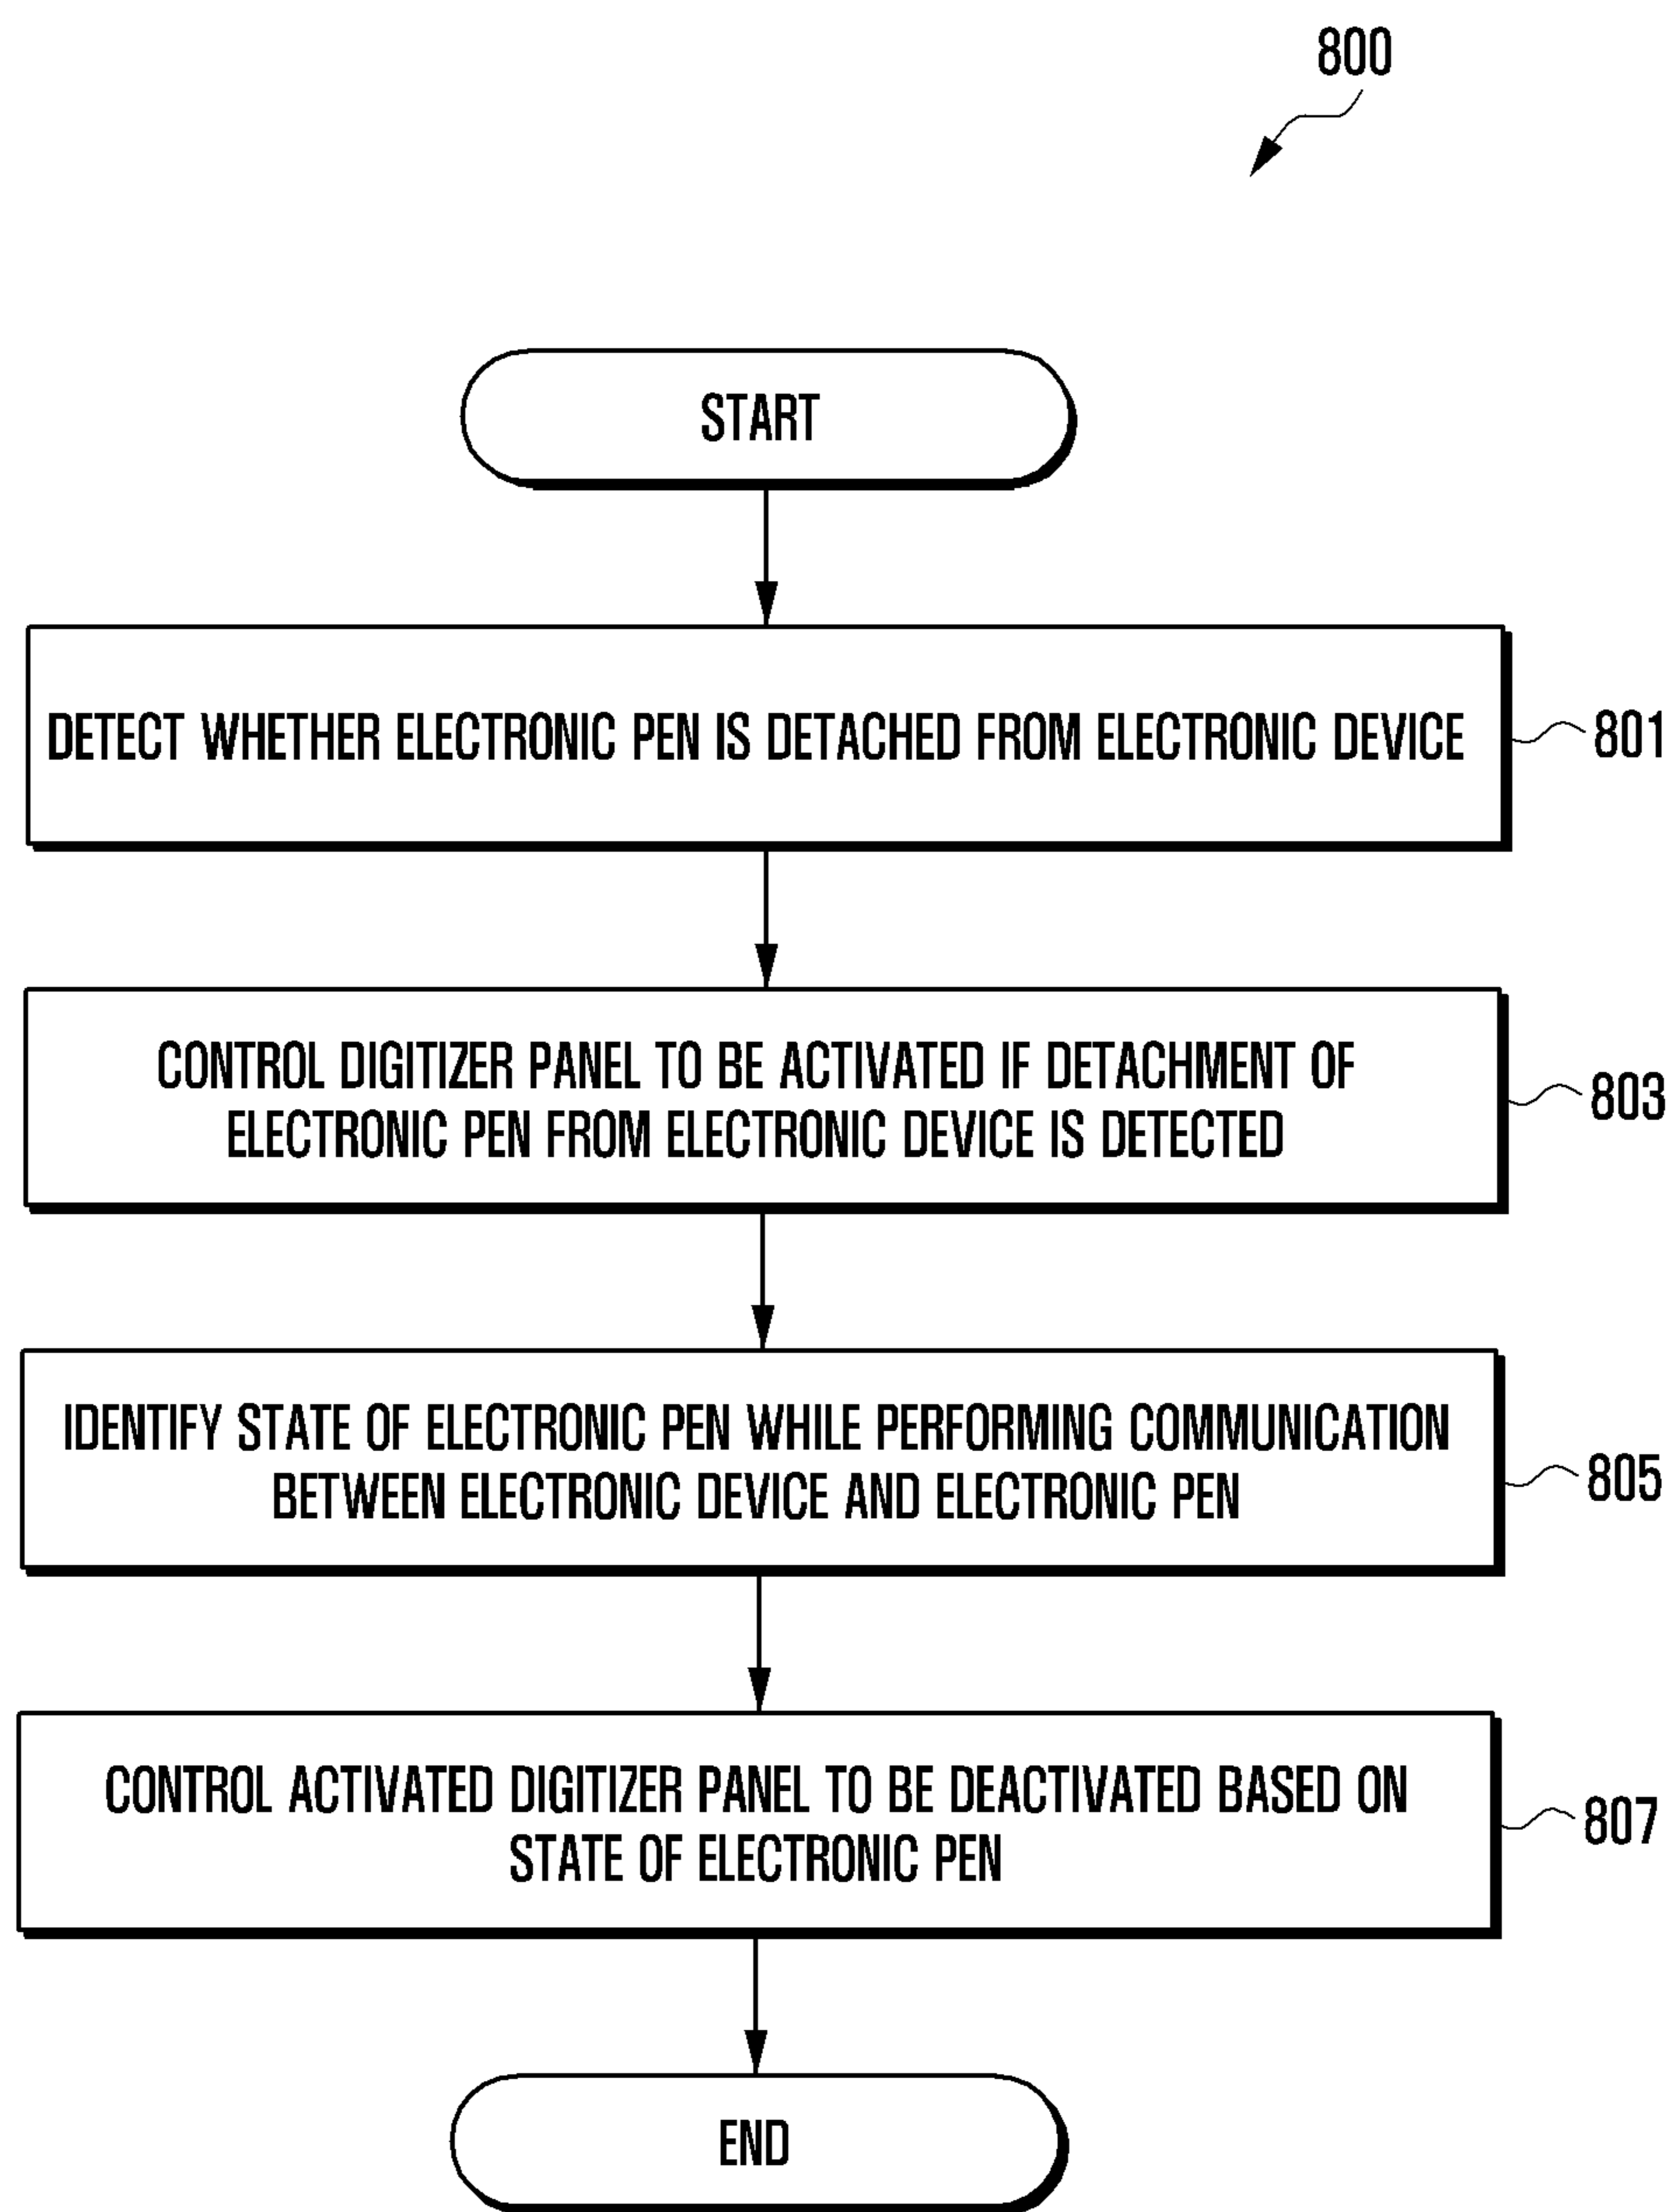 800
START
DETECT WHETHER ELECTRONIC PEN IS DETACHED FROM ELECTRONIC DEVICE
801
CONTROL DIGITIZER PANEL TO BE ACTIVATED IF DETACHMENT OF
ELECTRONIC PEN FROM ELECTRONIC DEVICE IS DETECTED
803
IDENTIFY STATE OF ELECTRONIC PEN WHILE PERFORMING COMMUNICATION
BETWEEN ELECTRONIC DEVICE AND ELECTRONIC PEN
805
CONTROL ACTIVATED DIGITIZER PANEL TO BE DEACTIVATED BASED ON
STATE OF ELECTRONIC PEN
807
END